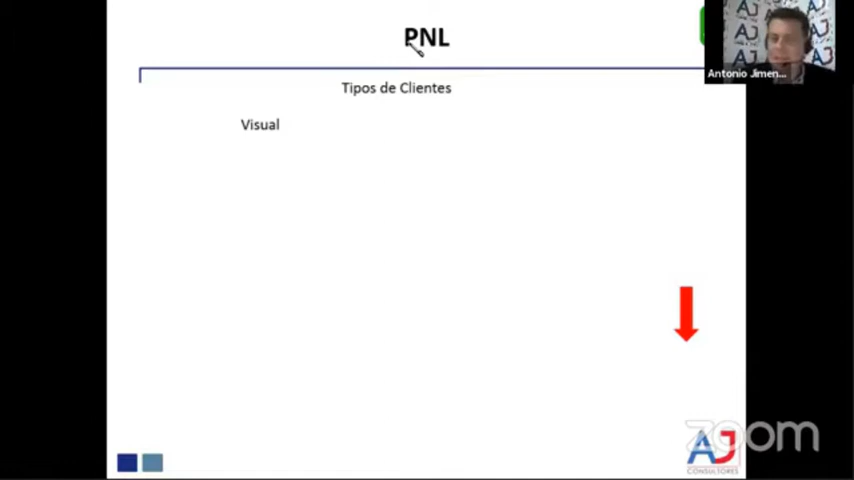 PNL
Antonio Jimen...
Tipos de Clientes
Visual
zoom
AJ
CONSULTORES